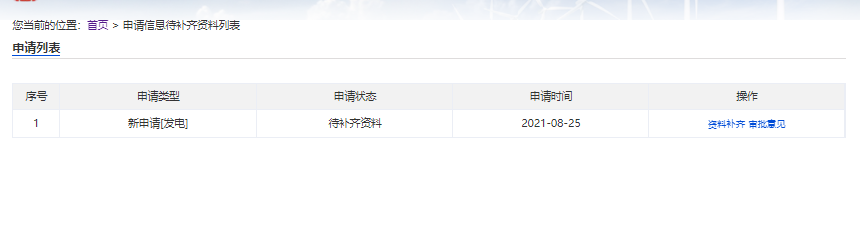 您当前的位置：首页 > 申请信息待补齐资料列表
申请列表
序号 申请类型 申请状态 申请时间 操作
1 新申请[发电] 待补齐资料 2021-08-25 资料补齐 审批意见